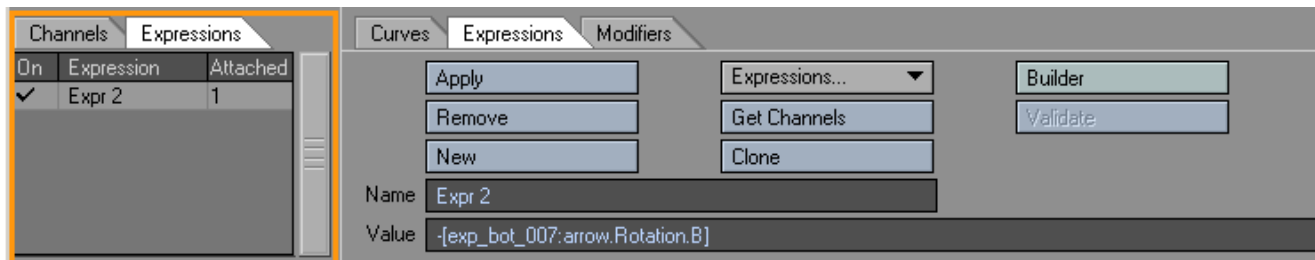 Channels Expressions
On Expression Attached
Expr 2 1
Curves Expressions Modifiers
Apply Expressions... Builder
Remove Get Channels Validate
New Clone
Name Expr 2
Value -[exp_bot_007:arrow.Rotation.B]